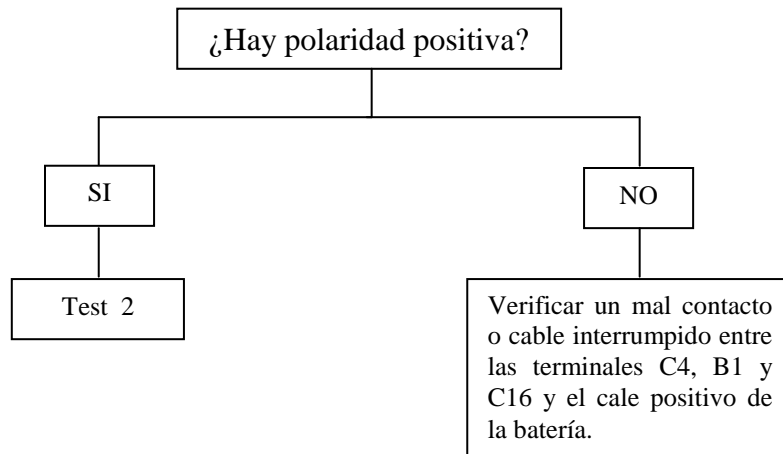 ¿Hay polaridad positiva?
SI
NO
Test 2
Verificar un mal contacto
o cable interrumpido entre
las terminales C4, B1 y
C16 y el cale positivo de
la batería.